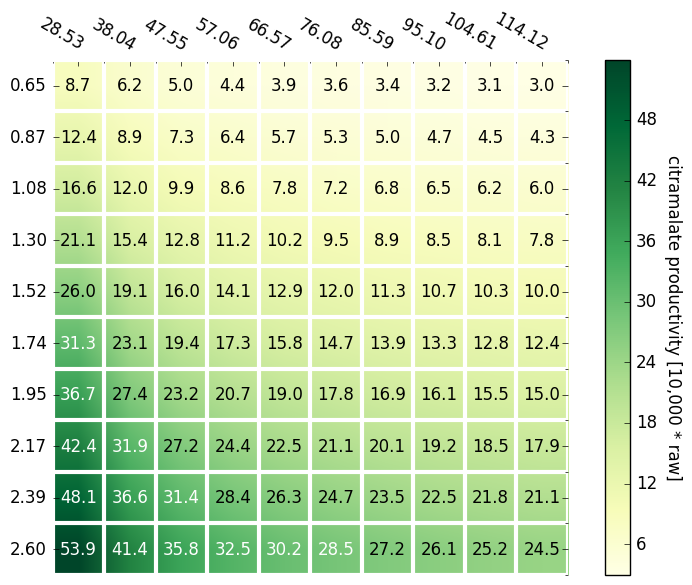 28.53 38.04 47.55 57.06 66.57 76.08 85.59 95.10 104.61 114.12
0.65 8.7 6.2 5.0 4.4 3.9 3.6 3.4 3.2 3.1 3.0
0.87 12.4 8.9 7.3 6.4 5.7 5.3 5.0 4.7 4.5 4.3
1.08 16.6 12.0 9.9 8.6 7.8 7.2 6.8 6.5 6.2 6.0
1.30 21.1 15.4 12.8 11.2 10.2 9.5 8.9 8.5 8.1 7.8
1.52 26.0 19.1 16.0 14.1 12.9 12.0 11.3 10.7 10.3 10.0
1.74 31.3 23.1 19.4 17.3 15.8 14.7 13.9 13.3 12.8 12.4
1.95 36.7 27.4 23.2 20.7 19.0 17.8 16.9 16.1 15.5 15.0
2.17 42.4 31.9 27.2 24.4 22.5 21.1 20.1 19.2 18.5 17.9
2.39 48.1 36.6 31.4 28.4 26.3 24.7 23.5 22.5 21.8 21.1
2.60 53.9 41.4 35.8 32.5 30.2 28.5 27.2 26.1 25.2 24.5
48
42
36
30
24
18
12
6
citramalate productivity [10,000 * raw]